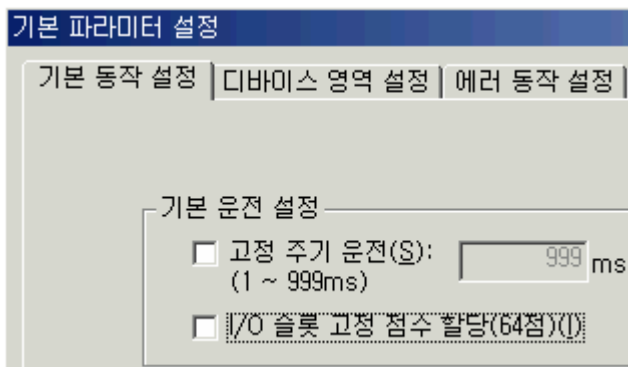 기본 파라미터 설정
기본 동작 설정 디바이스 영역 설정 에러 동작 설정
기본 운전 설정
고정 주기 운전(S): 999 ms
(1 ~ 999ms)
I/O 슬롯 고정 점수 할당(64점)(I)